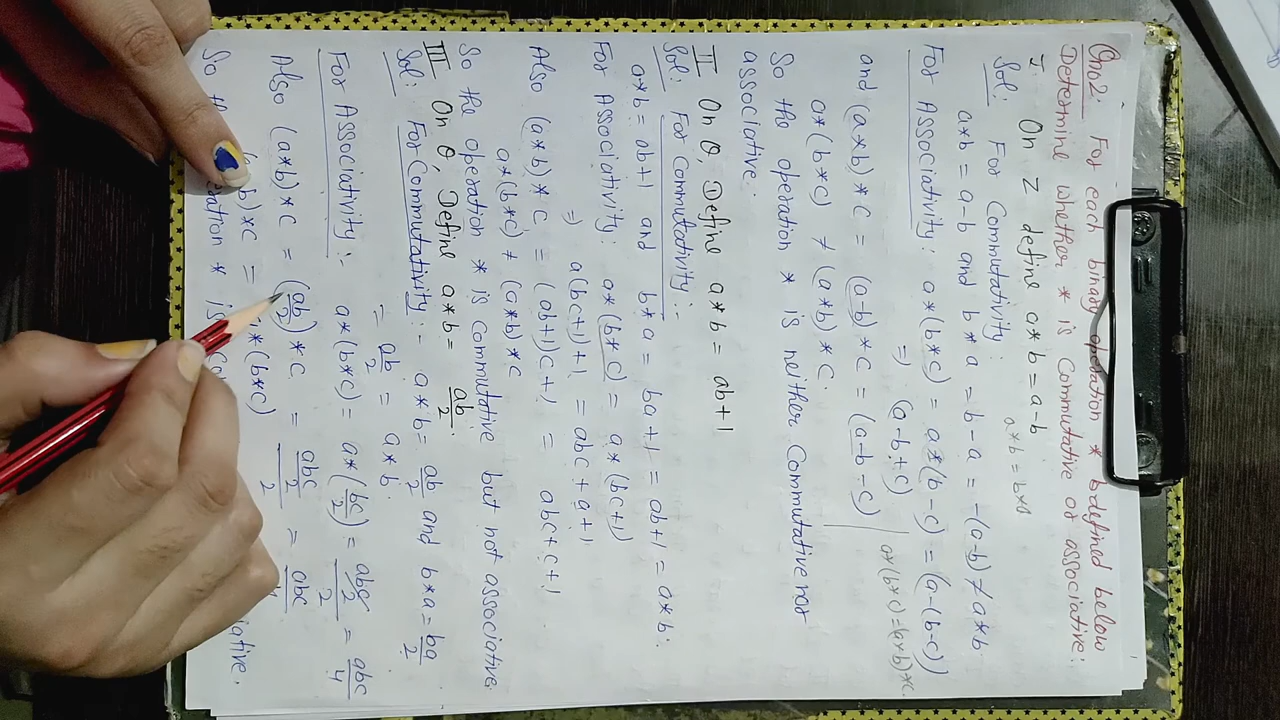 Qno2: For each binary operation * bdefined below
Determine whether * is Commutative or associative:
I. On Z define a * b = a-b
a*b = b*a
Sol: For Commutativity:
a*b = a-b and b*a = b-a = -(a-b) ≠ a*b
For Associativity: a*(b*c) = a*(b-c) = (a-(b-c))
=) (a-b+c)
a*(b*c)=(a*b)*c
and (a*b)*c = (a-b)*c = (a-b-c)
a*(b*c) ≠ (a*b)*c
So the operation * is neither Commutative nor
associative.
II On Q, Define a*b = ab+1
Sol: For Commutativity:-
a*b = ab+1 and b*a = ba+1 = ab+1 = a*b.
For Associativity: a*(b*c) = a*(bc+1)
=) a(bc+1)+1 = abc+a+1
Also (a*b)*c = (ab+1)c+1 = abc+c+1
a*(b*c) ≠ (a*b)*c
So the operation * is Commutative but not associative
III On Q, Define a*b = ab/2.
Sol: For Commutativity:- a*b = ab/2 and b*a = ba/2
= ab/2 = a*b
For Associativity:- a*(b*c) = a*(bc/2) = abc/2/2 = abc/4
Also (a*b)*c = (ab/2)*c = abc/2/2 = abc
b)*c = *(b*c)
So is